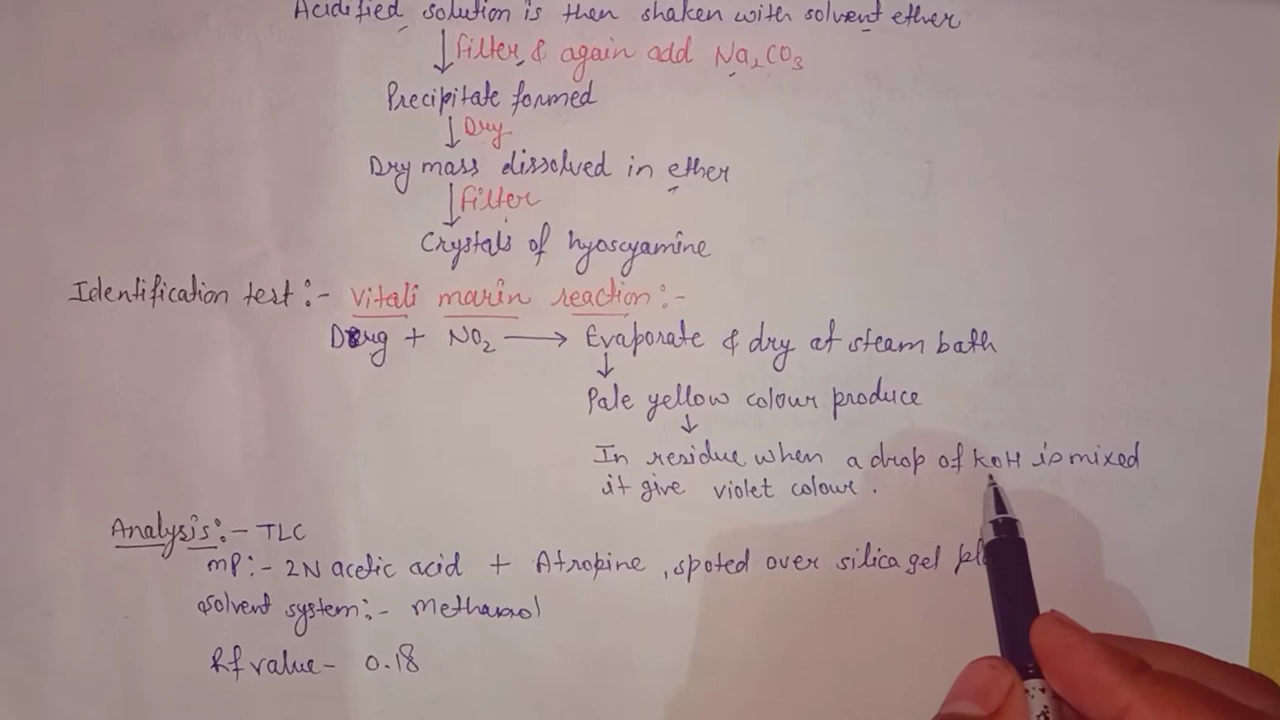 Acidified solution is then shaken with solvent ether
↓ Filter & again add Na₂CO₃
Precipitate formed
↓ Dry
Dry mass dissolved in ether
↓ Filter
Crystals of hyoscyamine
Identification test :- Vitali marin reaction :-
Drug + NO₂ → Evaporate & dry at steam bath
↓
Pale yellow colour produce
↓
In residue when a drop of KOH is mixed
it give violet colour.
Analysis :- TLC
MP :- 2N acetic acid + Atropine, spoted over silica gel
solvent system :- Methanol
Rf value - 0.18